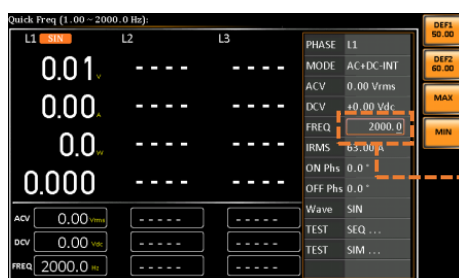 Quick Freq (1.00 ~ 2000.0 Hz):
L1 SIN L2 L3
0.01 V - - - - - - - -
0.00 A - - - - - - - -
0.0 W - - - - - - - -
0.000 - - - - - - - -
ACV 0.00 Vrms - - - - - - - - - -
DCV 0.00 Vdc - - - - - - - - - -
FREQ 2000.0 Hz - - - - - - - - - -
PHASE L1
MODE AC+DC-INT
ACV 0.00 Vrms
DCV +0.00 Vdc
FREQ 2000.0
IRMS 63.00 A
ON Phs 0.0 °
OFF Phs 0.0 °
Wave SIN
TEST SEQ ...
TEST SIM ...
DEF1
50.00
DEF2
60.00
MAX
MIN